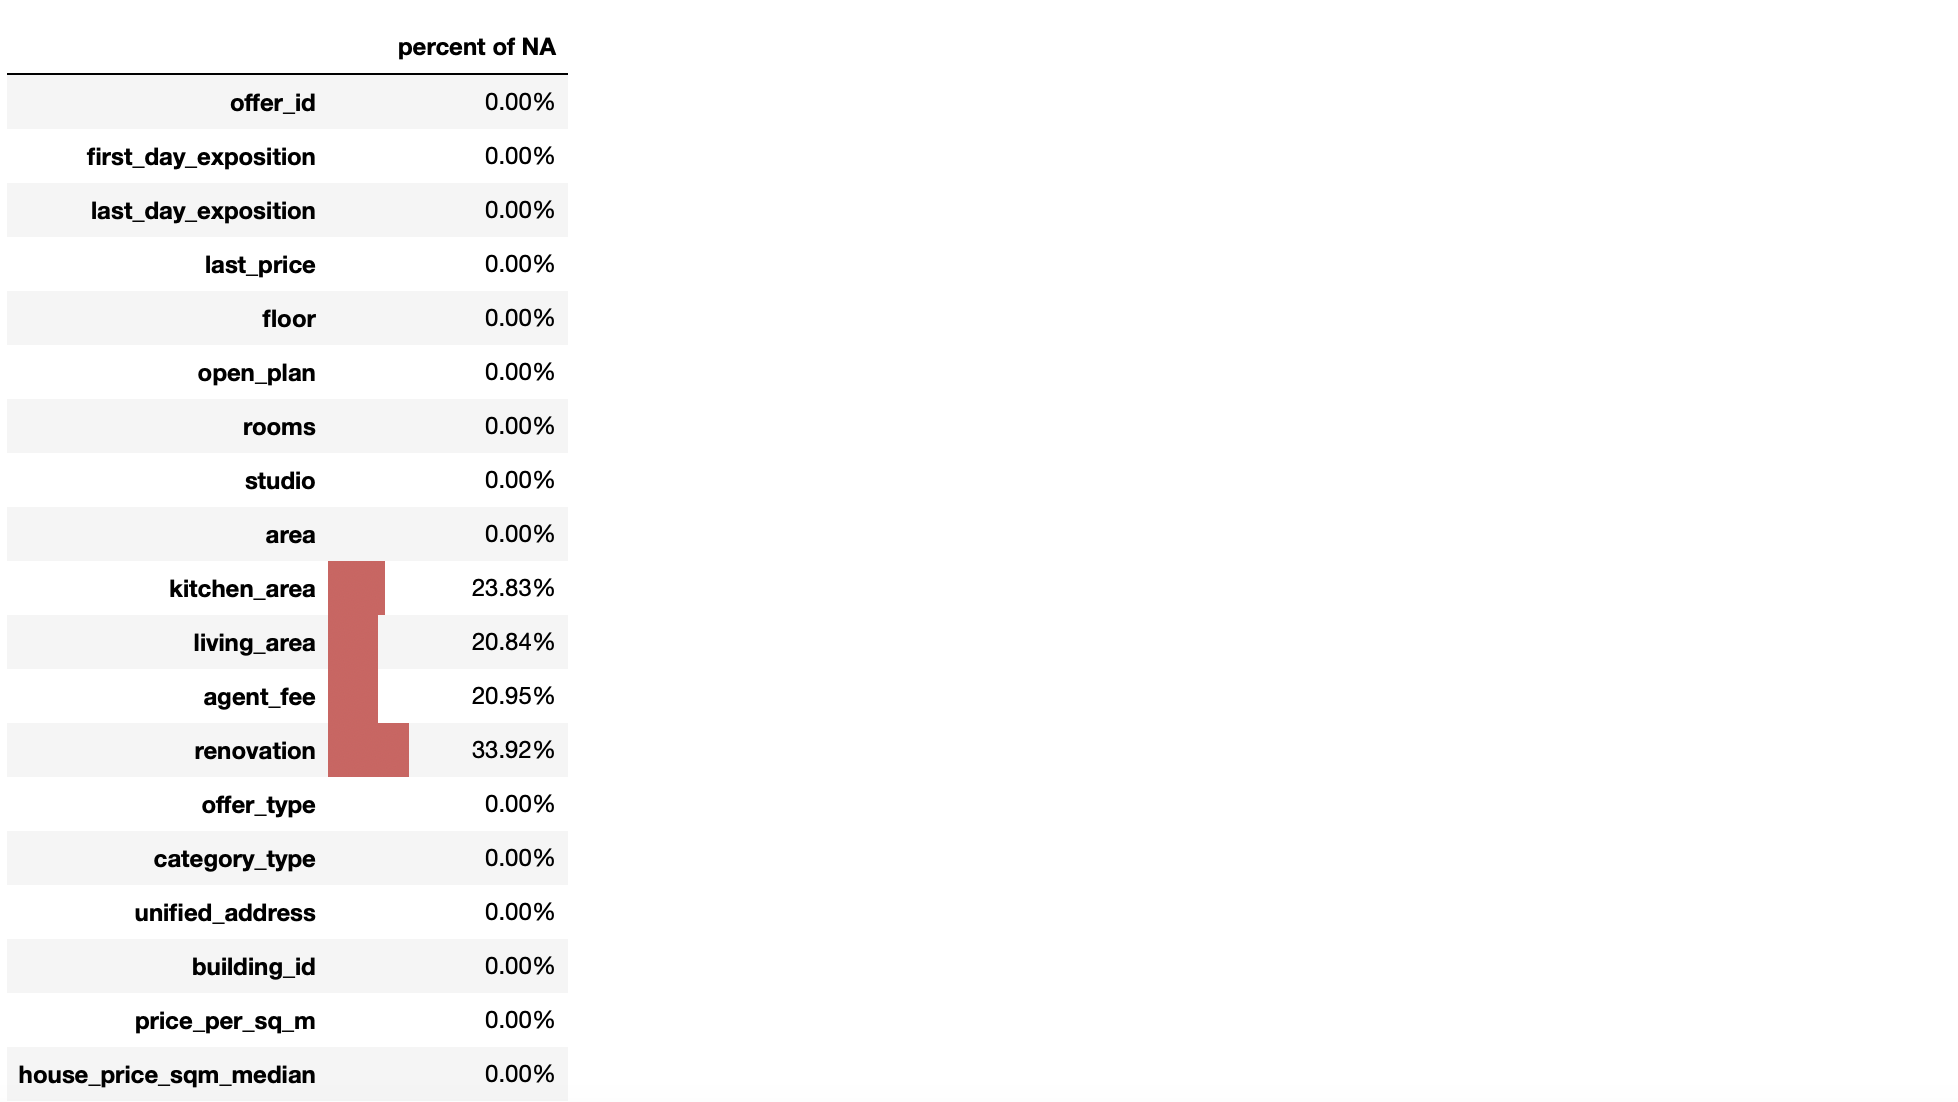 percent of NA
offer_id 0.00%
first_day_exposition 0.00%
last_day_exposition 0.00%
last_price 0.00%
floor 0.00%
open_plan 0.00%
rooms 0.00%
studio 0.00%
area 0.00%
kitchen_area 23.83%
living_area 20.84%
agent_fee 20.95%
renovation 33.92%
offer_type 0.00%
category_type 0.00%
unified_address 0.00%
building_id 0.00%
price_per_sq_m 0.00%
house_price_sqm_median 0.00%